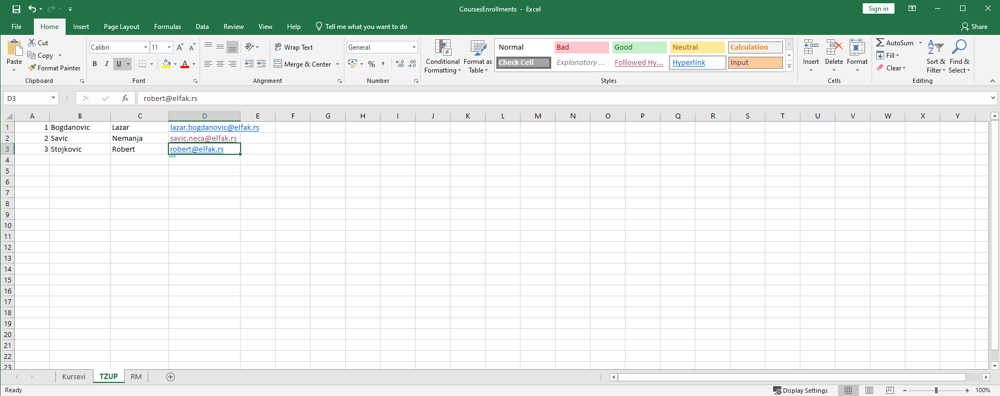 CoursesEnrollments - Excel
Sign in
File Home Insert Page Layout Formulas Data Review View Help Tell me what you want to do Share
Paste
Cut
Copy
Format Painter
Clipboard
Calibri 11 A A
B I U A
Font
ab Wrap Text
Merge & Center
Alignment
General
% ,
Number
Conditional Formatting
Format as Table
Normal Bad Good Neutral Calculation
Check Cell Explanatory ... Followed Hy... Hyperlink Input
Styles
Insert Delete Format
Cells
AutoSum
Fill
Clear
Sort & Filter
Find & Select
Editing
D3 fx robert@elfak.rs
A B C D E F G H I J K L M N O P Q R S T U V W X Y
1 1 Bogdanovic Lazar lazar.bogdanovic@elfak.rs
2 2 Savic Nemanja savic.neca@elfak.rs
3 3 Stojkovic Robert robert@elfak.rs
4
5
6
7
8
9
10
11
12
13
14
15
16
17
18
19
20
21
22
23
Kursevi TZUP RM
Ready Display Settings 100%